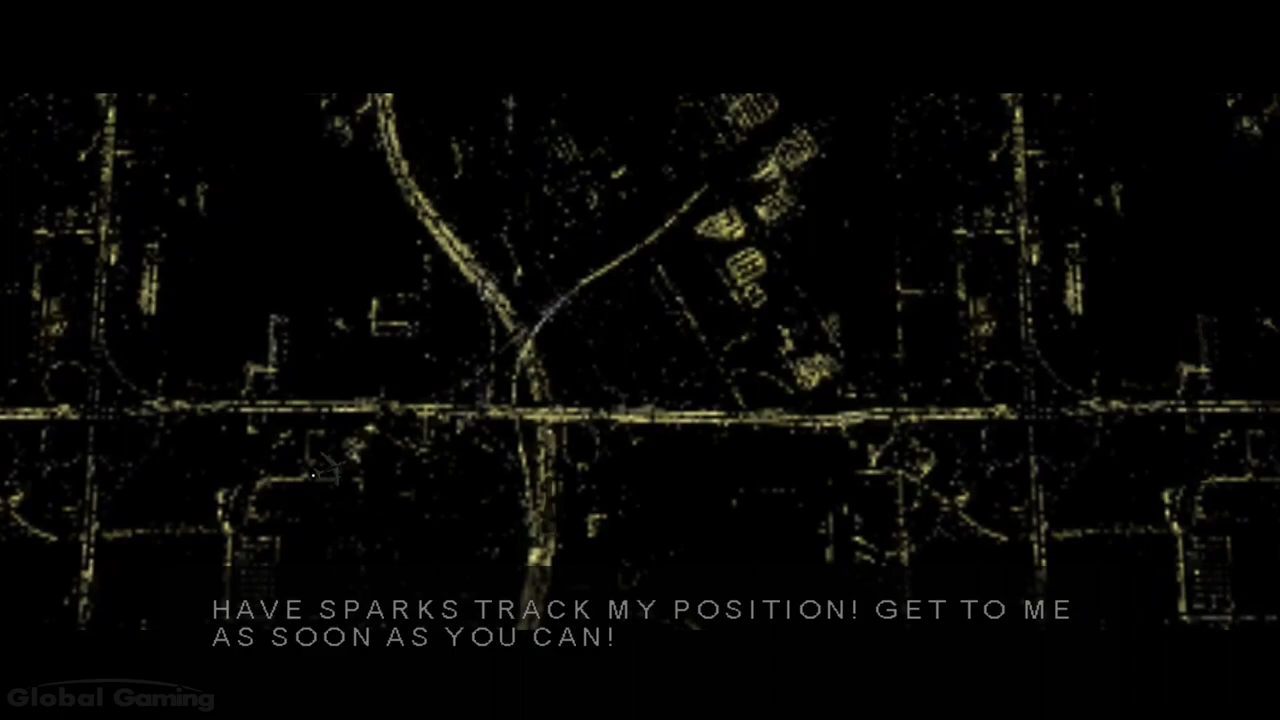 HAVE SPARKS TRACK MY POSITION! GET TO ME
AS SOON AS YOU CAN!
Global Gaming